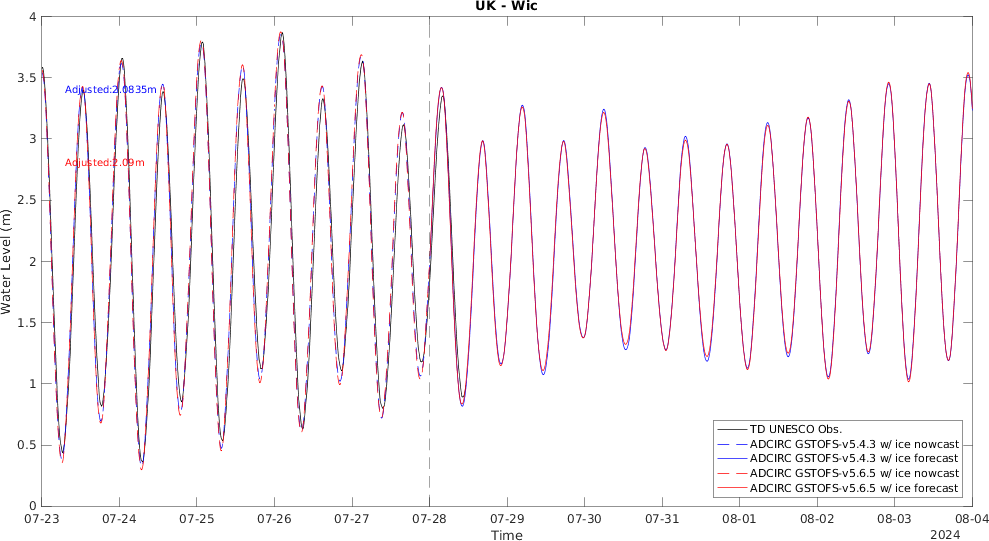 UK - Wic
Water Level (m)
4
3.5
3
2.5
2
1.5
1
0.5
0
Adjusted:2.0835m
Adjusted:2.09m
TD UNESCO Obs.
ADCIRC GSTOFS-v5.4.3 w/ ice nowcast
ADCIRC GSTOFS-v5.4.3 w/ ice forecast
ADCIRC GSTOFS-v5.6.5 w/ ice nowcast
ADCIRC GSTOFS-v5.6.5 w/ ice forecast
07-23 07-24 07-25 07-26 07-27 07-28 07-29 07-30 07-31 08-01 08-02 08-03 08-04
Time
2024